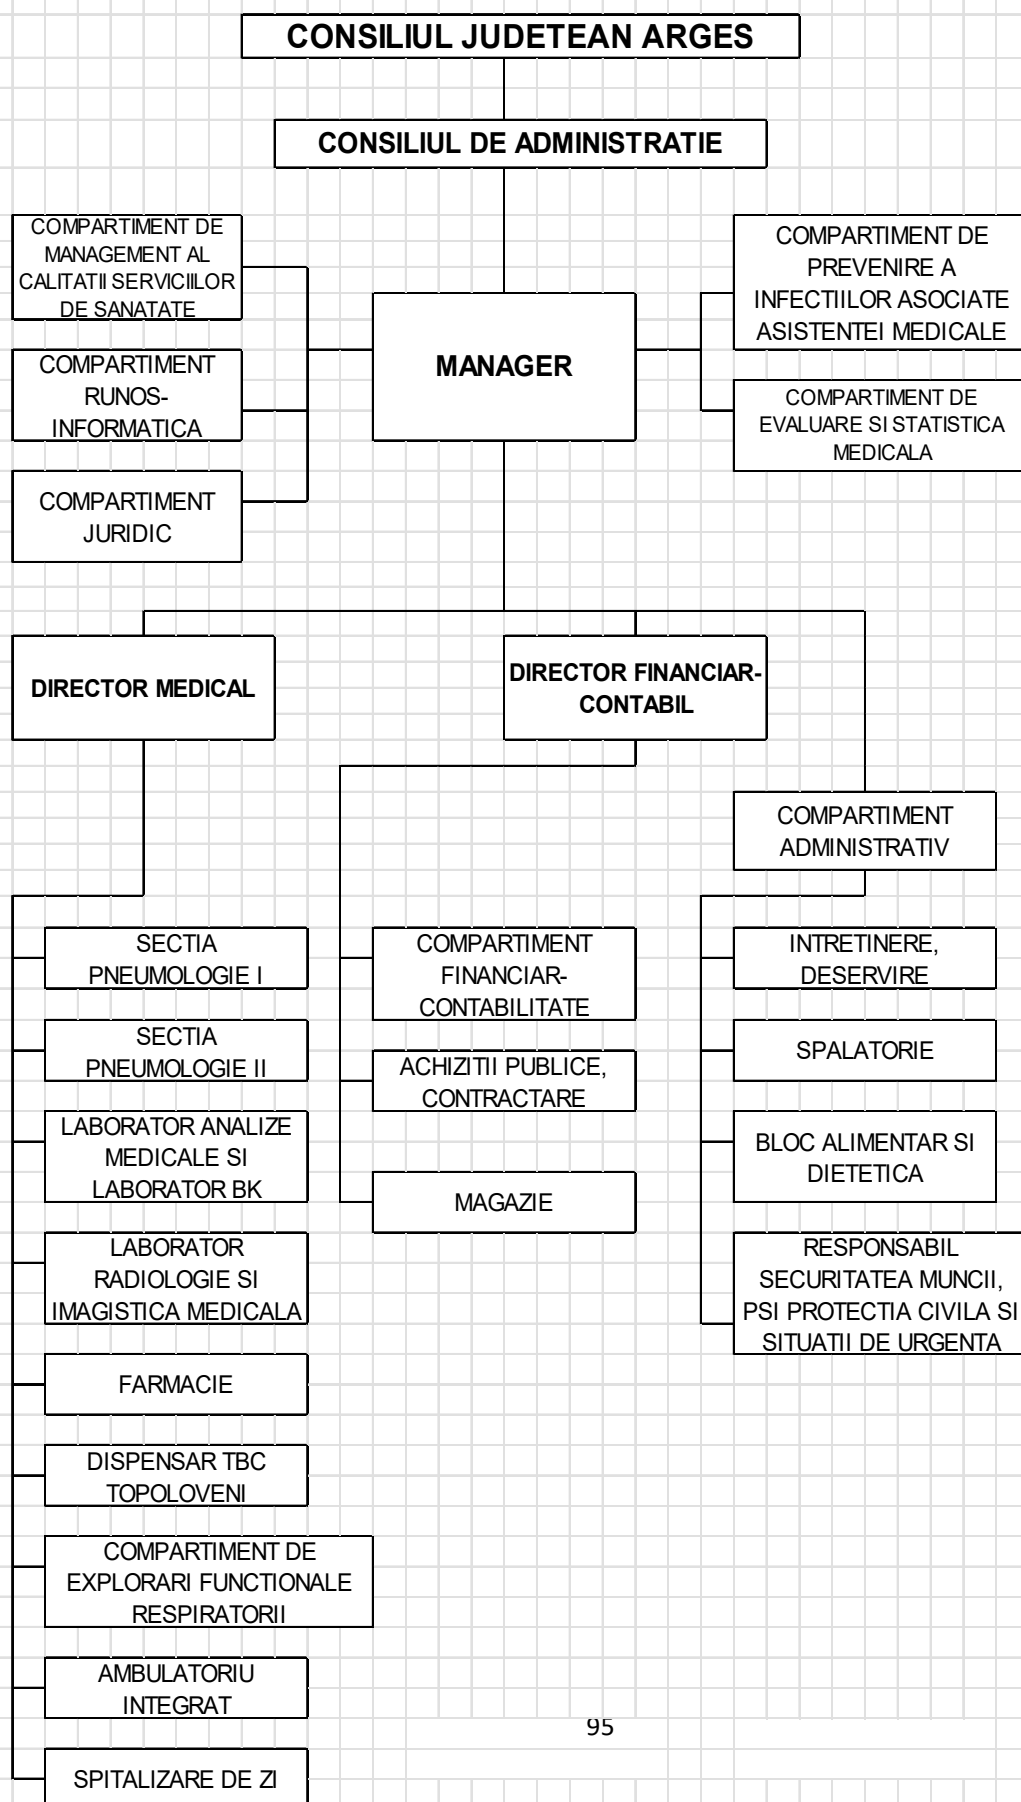 CONSILIUL JUDETEAN ARGES
CONSILIUL DE ADMINISTRATIE
COMPARTIMENT DE
MANAGEMENT AL
CALITATII SERVICIILOR
DE SANATATE
COMPARTIMENT
RUNOS-
INFORMATICA
COMPARTIMENT
JURIDIC
MANAGER
COMPARTIMENT DE
PREVENIRE A
INFECTIILOR ASOCIATE
ASISTENTEI MEDICALE
COMPARTIMENT DE
EVALUARE SI STATISTICA
MEDICALA
DIRECTOR MEDICAL
DIRECTOR FINANCIAR-
CONTABIL
COMPARTIMENT
ADMINISTRATIV
SECTIA
PNEUMOLOGIE I
SECTIA
PNEUMOLOGIE II
LABORATOR ANALIZE
MEDICALE SI
LABORATOR BK
LABORATOR
RADIOLOGIE SI
IMAGISTICA MEDICALA
FARMACIE
DISPENSAR TBC
TOPOLOVENI
COMPARTIMENT DE
EXPLORARI FUNCTIONALE
RESPIRATORII
AMBULATORIU
INTEGRAT
SPITALIZARE DE ZI
COMPARTIMENT
FINANCIAR-
CONTABILITATE
ACHIZITII PUBLICE,
CONTRACTARE
MAGAZIE
INTRETINERE,
DESERVIRE
SPALATORIE
BLOC ALIMENTAR SI
DIETETICA
RESPONSABIL
SECURITATEA MUNCII,
PSI PROTECTIA CIVILA SI
SITUATII DE URGENTA
95